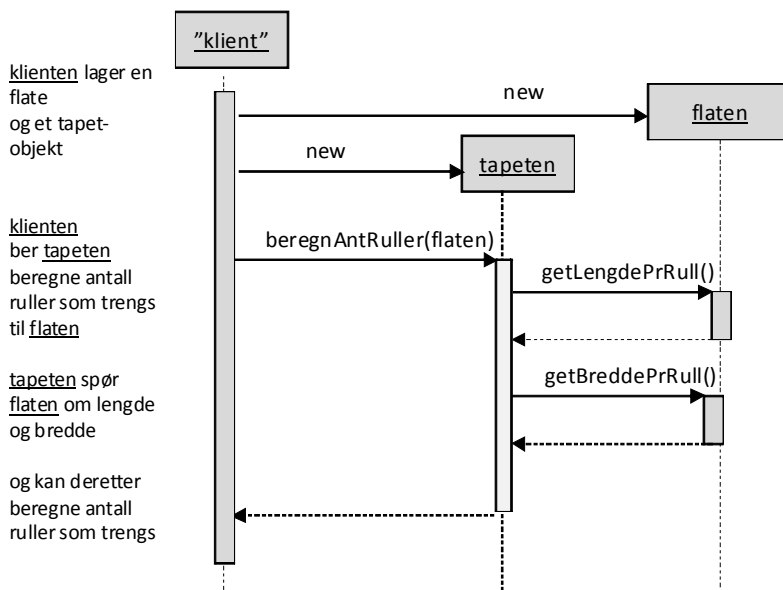 ”klient”
klienten lager en
flate
og et tapet-
objekt
new
flaten
new
tapeten
klienten
ber tapeten
beregne antall
ruller som trengs
til flaten
beregnAntRuller(flaten)
getLengdePrRull()
tapeten spør
flaten om lengde
og bredde
getBreddePrRull()
og kan deretter
beregne antall
ruller som trengs